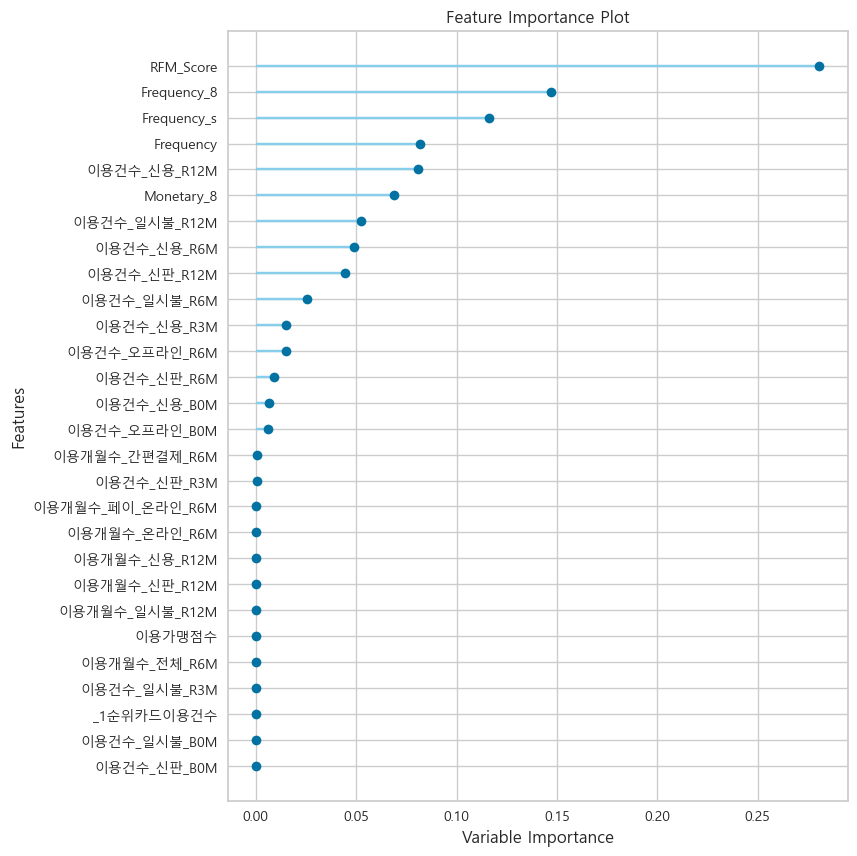 Feature Importance Plot
RFM_Score
Frequency_8
Frequency_s
Frequency
이용건수_신용_R12M
Monetary_8
이용건수_일시불_R12M
이용건수_신용_R6M
이용건수_신판_R12M
이용건수_일시불_R6M
이용건수_신용_R3M
이용건수_오프라인_R6M
이용건수_신판_R6M
이용건수_신용_B0M
이용건수_오프라인_B0M
이용개월수_간편결제_R6M
이용건수_신판_R3M
이용개월수_페이_온라인_R6M
이용개월수_온라인_R6M
이용개월수_신용_R12M
이용개월수_신판_R12M
이용개월수_일시불_R12M
이용가맹점수
이용개월수_전체_R6M
이용건수_일시불_R3M
_1순위카드이용건수
이용건수_일시불_B0M
이용건수_신판_B0M
Features
0.00 0.05 0.10 0.15 0.20 0.25
Variable Importance